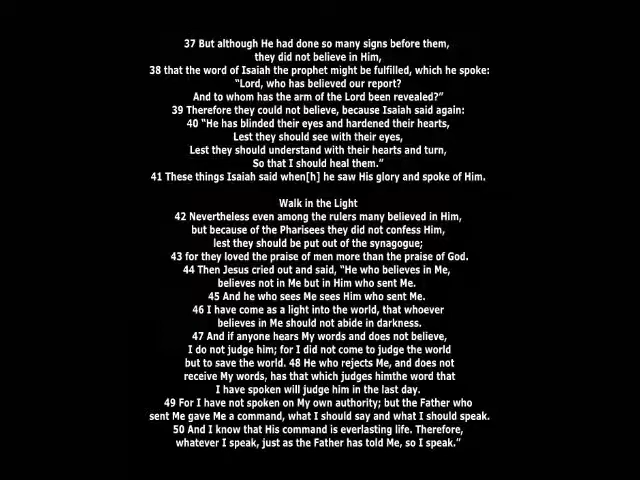 37 But although He had done so many signs before them,
they did not believe in Him,
38 that the word of Isaiah the prophet might be fulfilled, which he spoke:
“Lord, who has believed our report?
And to whom has the arm of the Lord been revealed?”
39 Therefore they could not believe, because Isaiah said again:
40 “He has blinded their eyes and hardened their hearts,
Lest they should see with their eyes,
Lest they should understand with their hearts and turn,
So that I should heal them.”
41 These things Isaiah said when[h] he saw His glory and spoke of Him.
Walk in the Light
42 Nevertheless even among the rulers many believed in Him,
but because of the Pharisees they did not confess Him,
lest they should be put out of the synagogue;
43 for they loved the praise of men more than the praise of God.
44 Then Jesus cried out and said, “He who believes in Me,
believes not in Me but in Him who sent Me.
45 And he who sees Me sees Him who sent Me.
46 I have come as a light into the world, that whoever
believes in Me should not abide in darkness.
47 And if anyone hears My words and does not believe,
I do not judge him; for I did not come to judge the world
but to save the world. 48 He who rejects Me, and does not
receive My words, has that which judges himthe word that
I have spoken will judge him in the last day.
49 For I have not spoken on My own authority; but the Father who
sent Me gave Me a command, what I should say and what I should speak.
50 And I know that His command is everlasting life. Therefore,
whatever I speak, just as the Father has told Me, so I speak.”